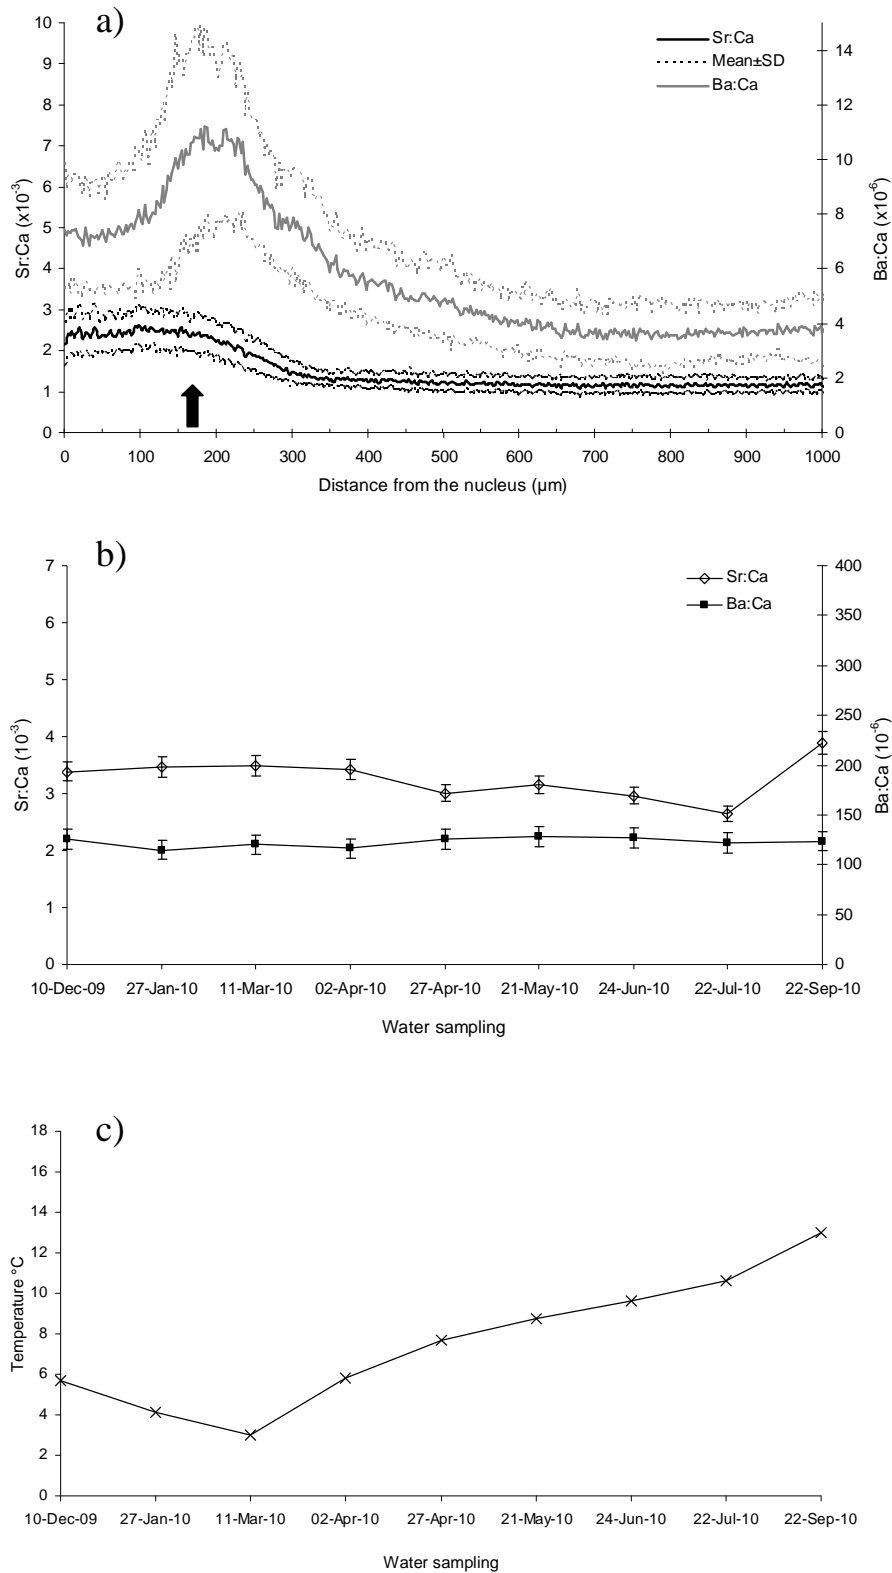 a)
Sr:Ca
Mean±SD
Ba:Ca
10
9
8
7
6
5
4
3
2
1
0
Sr:Ca (x10⁻³)
14
12
10
8
6
4
2
0
Ba:Ca (x10⁻⁶)
0 100 200 300 400 500 600 700 800 900 1000
Distance from the nucleus (µm)
b)
Sr:Ca
Ba:Ca
7
6
5
4
3
2
1
0
Sr:Ca (10⁻³)
400
350
300
250
200
150
100
50
0
Ba:Ca (10⁻⁶)
10-Dec-09 27-Jan-10 11-Mar-10 02-Apr-10 27-Apr-10 21-May-10 24-Jun-10 22-Jul-10 22-Sep-10
Water sampling
c)
18
16
14
12
10
8
6
4
2
0
Temperature °C
10-Dec-09 27-Jan-10 11-Mar-10 02-Apr-10 27-Apr-10 21-May-10 24-Jun-10 22-Jul-10 22-Sep-10
Water sampling